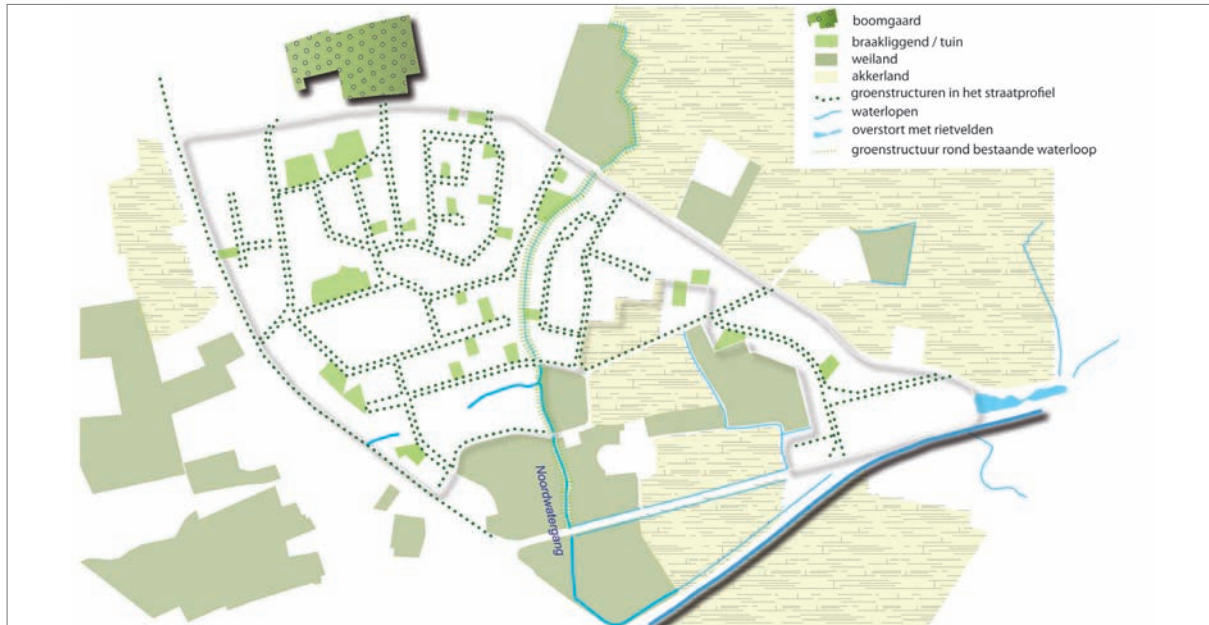 boomgaard
braakliggend / tuin
weiland
akkerland
groenstructuren in het straatprofiel
waterlopen
overstort met rietvelden
groenstructuur rond bestaande waterloop
Noordwatergang